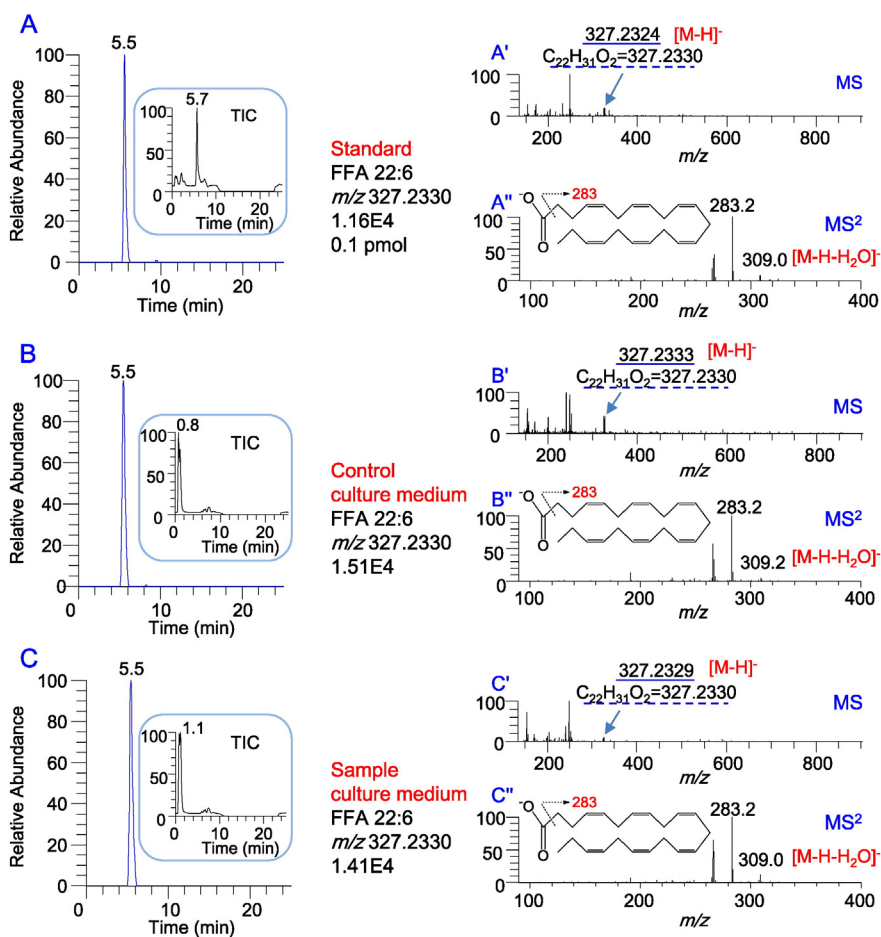 A
5.5
Relative Abundance
100
80
60
40
20
0
0
10
20
Time (min)
TIC
5.7
100
50
0
0
10
20
Time (min)
Standard
FFA 22:6
m/z 327.2330
1.16E4
0.1 pmol
A'
327.2324
[M-H]-
C22H31O2=327.2330
MS
100
0
200
400
600
800
m/z
A''
-O
O
283
283.2
MS2
309.0
[M-H-H2O]-
100
50
0
100
200
300
400
m/z
B
5.5
Relative Abundance
100
80
60
40
20
0
0
10
20
Time (min)
0.8
TIC
100
50
0
0
10
20
Time (min)
Control
culture medium
FFA 22:6
m/z 327.2330
1.51E4
B'
327.2333
[M-H]-
C22H31O2=327.2330
MS
100
0
200
400
600
800
m/z
B''
-O
O
283
283.2
MS2
309.2
[M-H-H2O]-
100
50
0
100
200
300
400
m/z
C
5.5
Relative Abundance
100
80
60
40
20
0
0
10
20
Time (min)
1.1
TIC
100
50
0
0
10
20
Time (min)
Sample
culture medium
FFA 22:6
m/z 327.2330
1.41E4
C'
327.2329
[M-H]-
C22H31O2=327.2330
MS
100
0
200
400
600
800
m/z
C''
-O
O
283
283.2
MS2
309.0
[M-H-H2O]-
100
50
0
100
200
300
400
m/z